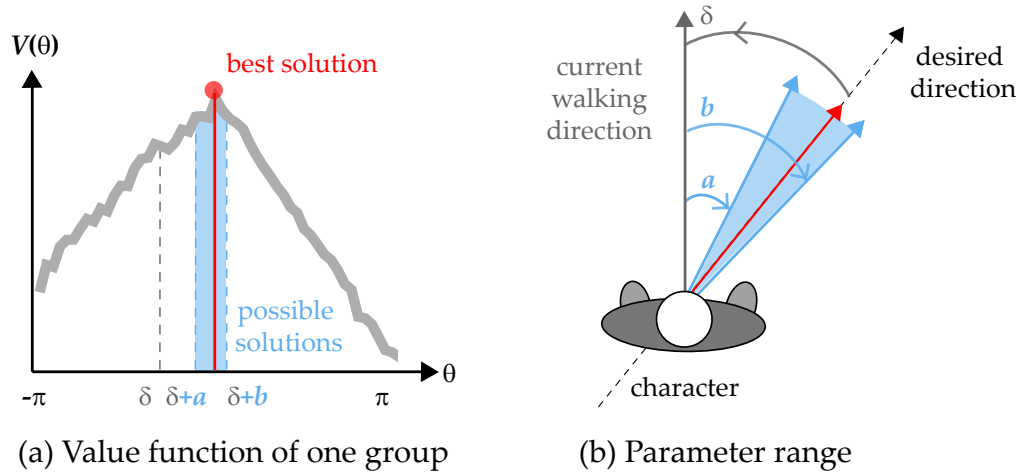 V(θ)
best solution
possible
solutions
θ
-π
δ
δ+a
δ+b
π
(a) Value function of one group
δ
current
walking
direction
desired
direction
b
a
character
(b) Parameter range